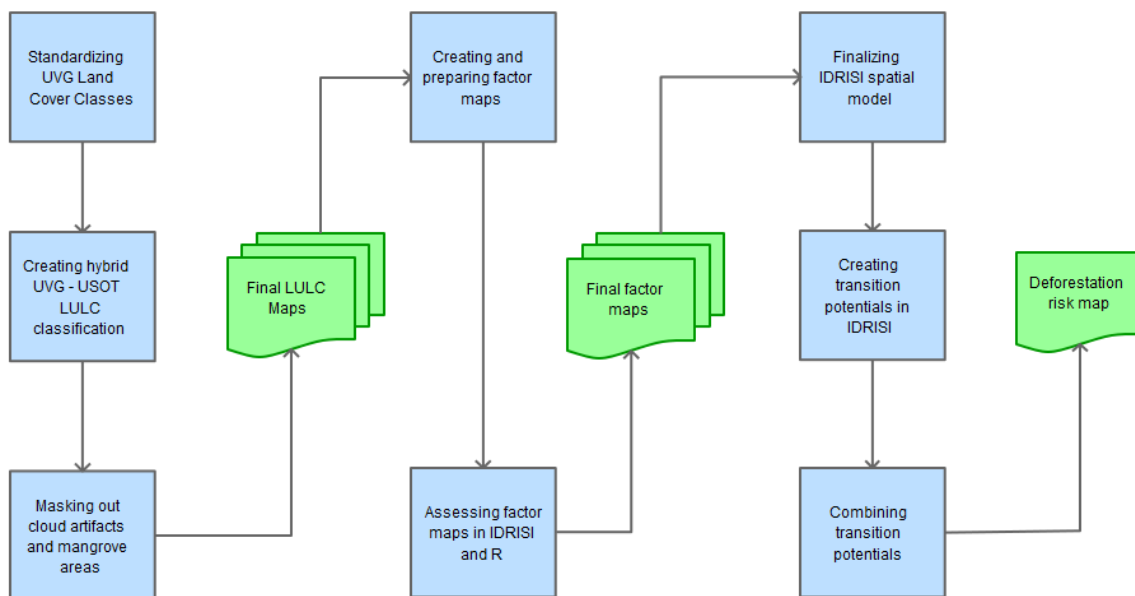 Standardizing
UVG Land
Cover Classes
Creating hybrid
UVG - USOT
LULC
classification
Masking out
cloud artifacts
and mangrove
areas
Final LULC
Maps
Creating and
preparing factor
maps
Assessing factor
maps in IDRISI
and R
Final factor
maps
Finalizing
IDRISI spatial
model
Creating
transition
potentials in
IDRISI
Combining
transition
potentials
Deforestation
risk map